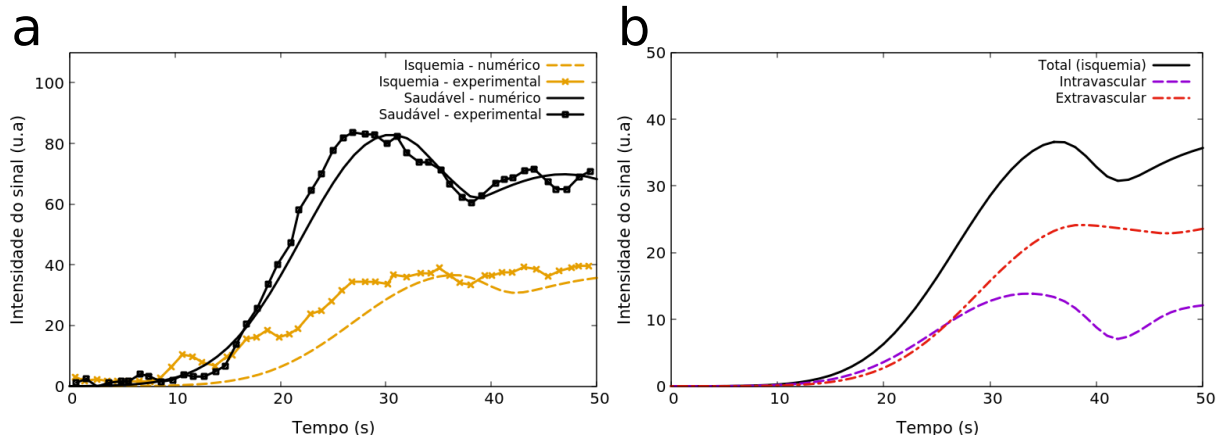 a
Intensidade do sinal (u.a)
100
80
60
40
20
0
0 10 20 30 40 50
Tempo (s)
Isquemia - numérico
Isquemia - experimental
Saudável - numérico
Saudável - experimental
b
Intensidade do sinal (u.a)
50
40
30
20
10
0
0 10 20 30 40 50
Tempo (s)
Total (isquemia)
Intravascular
Extravascular